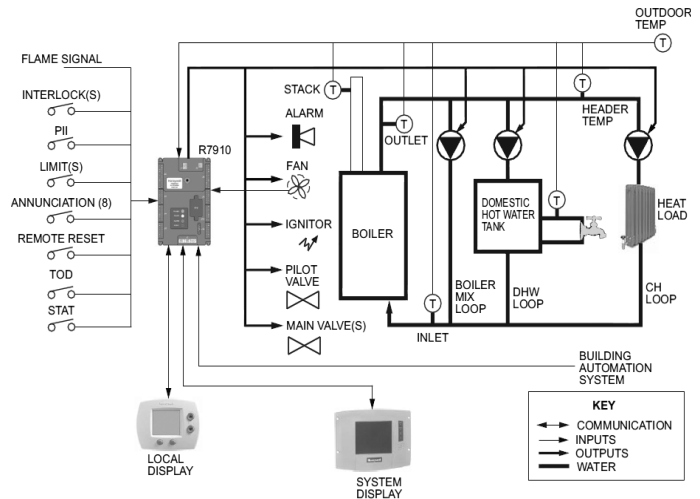 OUTDOOR
TEMP
FLAME SIGNAL
INTERLOCK(S)
PII
LIMIT(S)
ANNUNCIATION (8)
REMOTE RESET
TOD
STAT
R7910
STACK
T
ALARM
FAN
IGNITOR
PILOT
VALVE
MAIN VALVE(S)
T
OUTLET
BOILER
T
T
HEADER
TEMP
DOMESTIC
HOT WATER
TANK
T
HEAT
LOAD
BOILER
MIX
LOOP
DHW
LOOP
CH
LOOP
T
INLET
BUILDING
AUTOMATION
SYSTEM
LOCAL
DISPLAY
SYSTEM
DISPLAY
KEY
COMMUNICATION
INPUTS
OUTPUTS
WATER